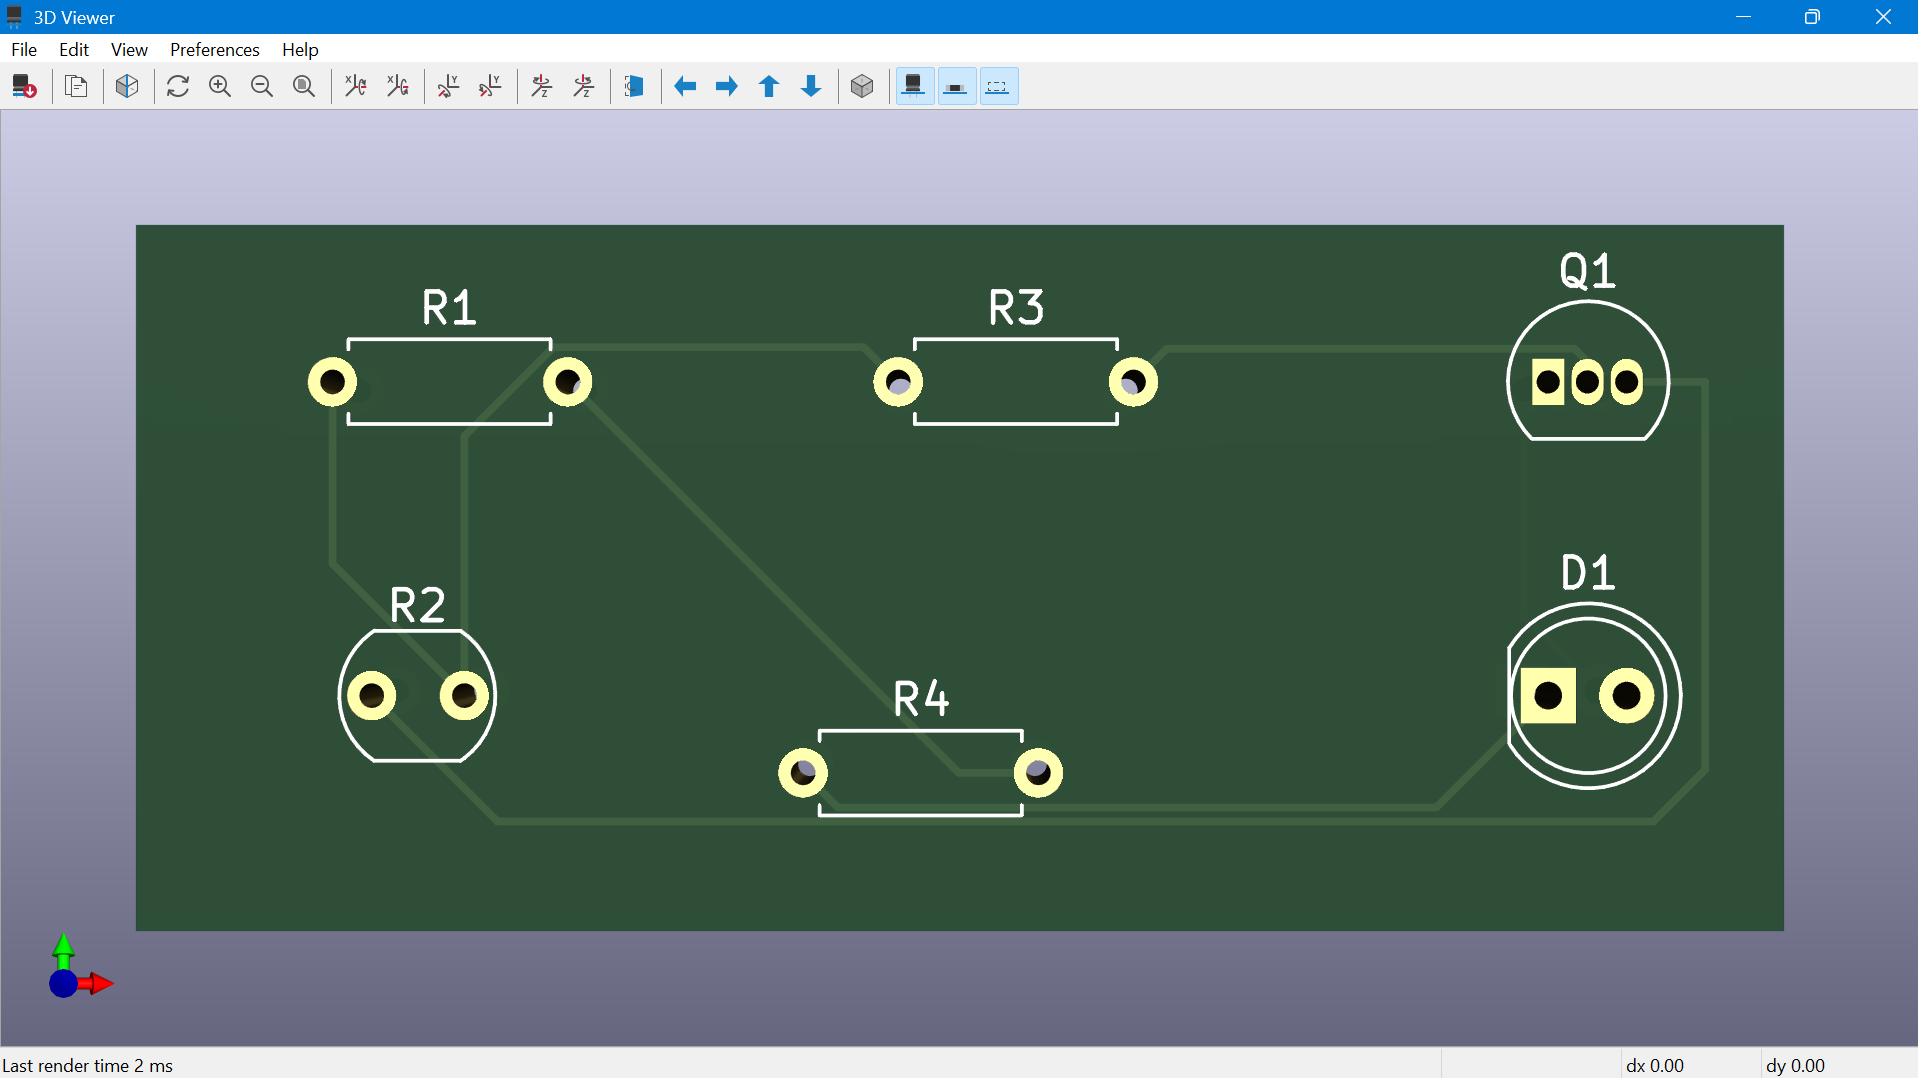 3D Viewer
File Edit View Preferences Help
X X Y Y Z Z
Q1
R1 R3
D1
R2
R4
Last render time 2 ms dx 0.00 dy 0.00